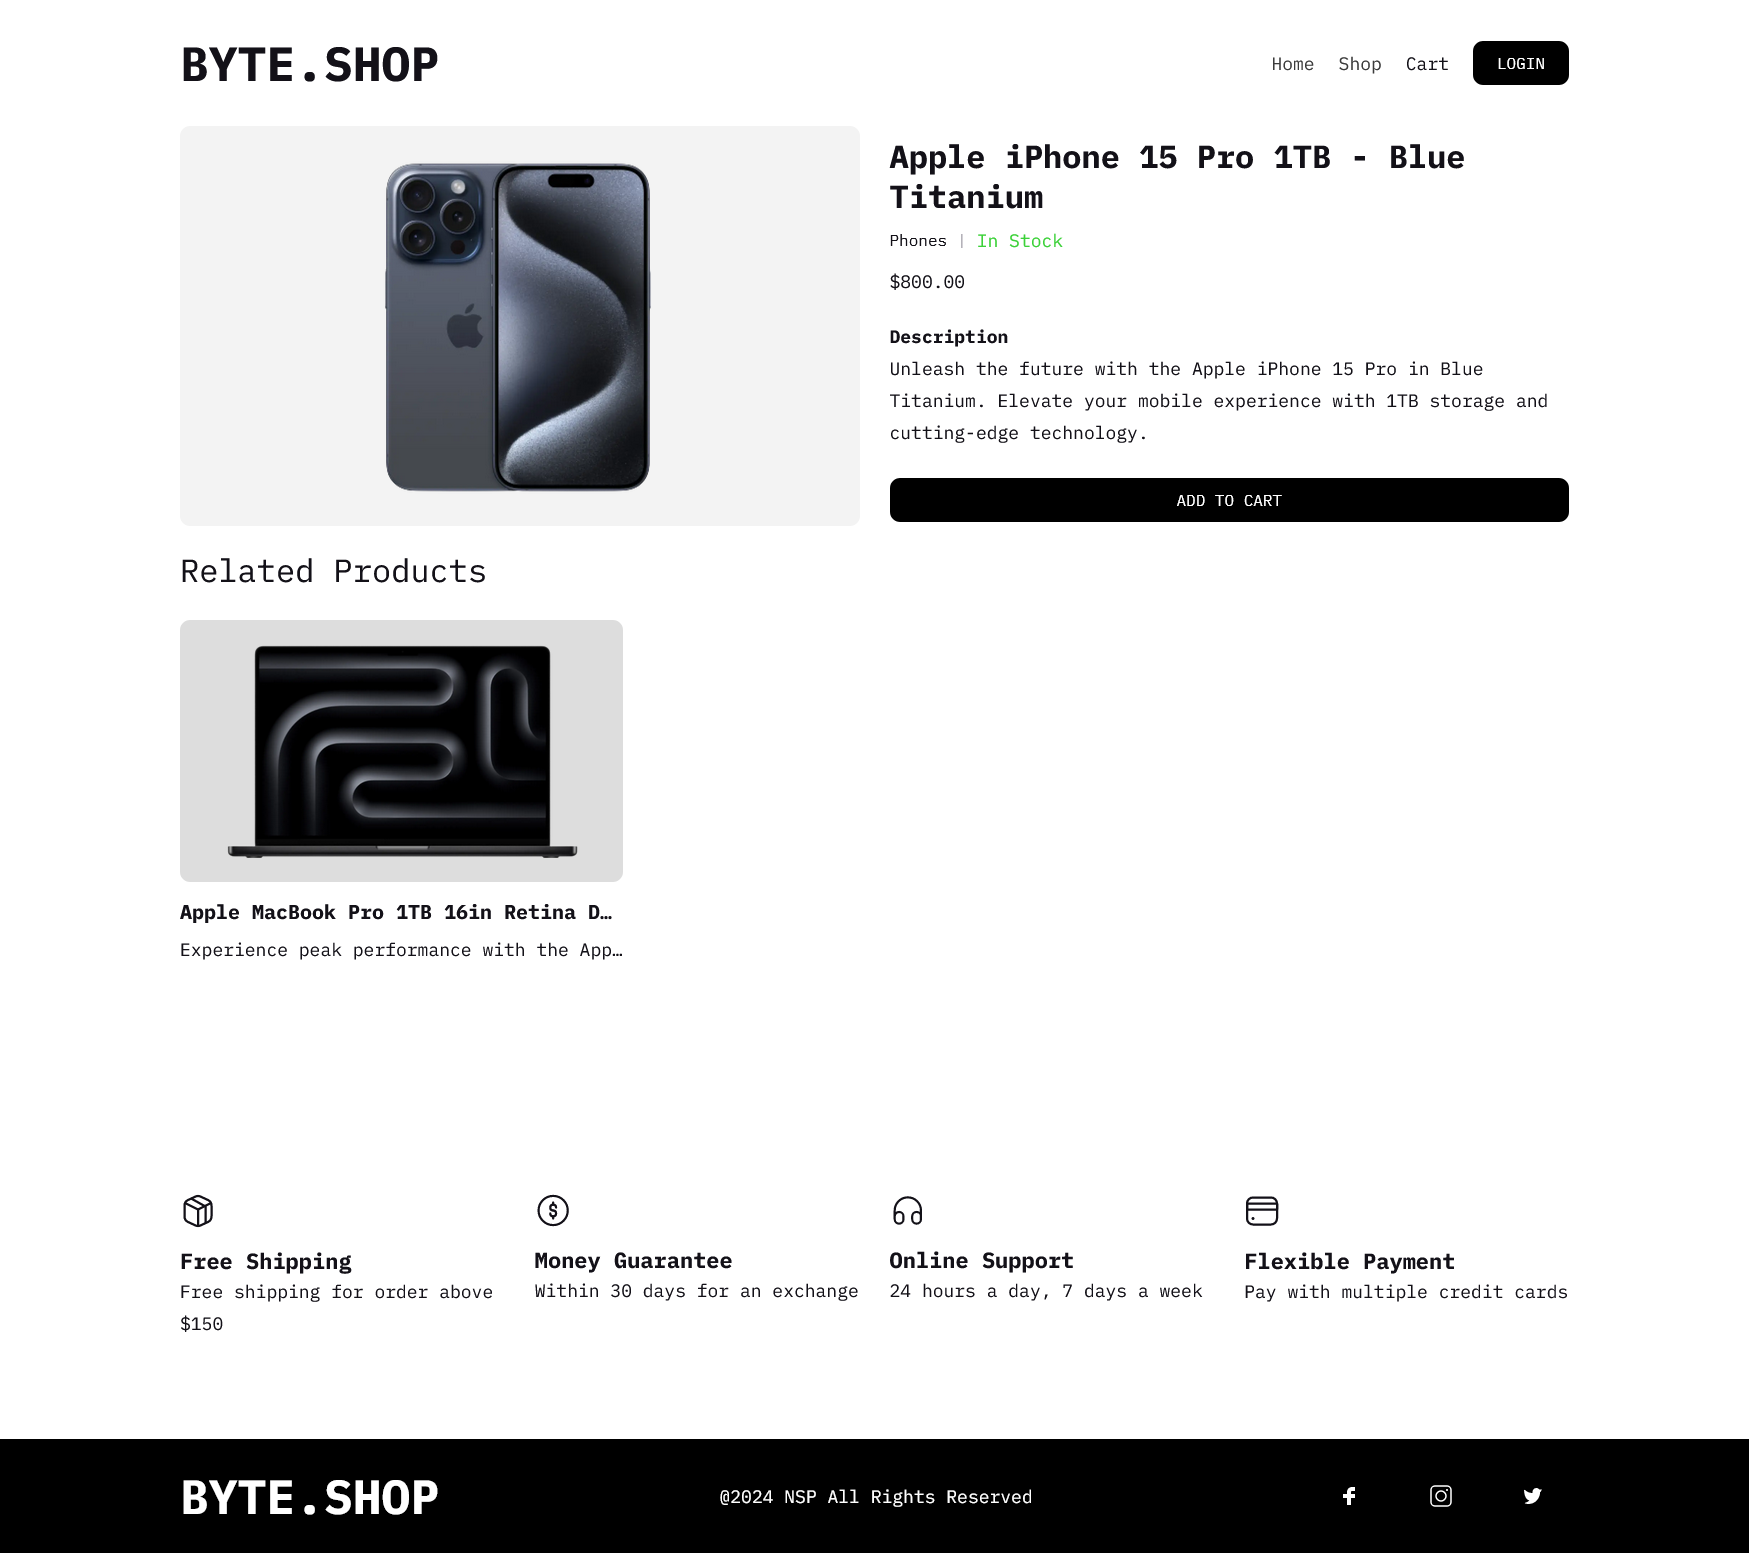 BYTE.SHOP
Home Shop Cart LOGIN
Apple iPhone 15 Pro 1TB - Blue
Titanium
Phones | In Stock
$800.00
Description
Unleash the future with the Apple iPhone 15 Pro in Blue
Titanium. Elevate your mobile experience with 1TB storage and
cutting-edge technology.
ADD TO CART
Related Products
Apple MacBook Pro 1TB 16in Retina D…
Experience peak performance with the App…
Free Shipping
Free shipping for order above
$150
Money Guarantee
Within 30 days for an exchange
Online Support
24 hours a day, 7 days a week
Flexible Payment
Pay with multiple credit cards
BYTE.SHOP
@2024 NSP All Rights Reserved